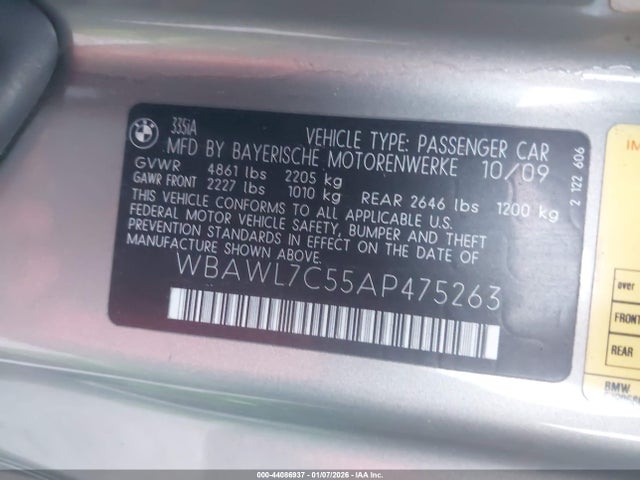 BMW
335iA
VEHICLE TYPE: PASSENGER CAR
MFD BY BAYERISCHE MOTORENWERKE 10/09
GVWR 4861 lbs 2205 kg
GAWR FRONT 2227 lbs 1010 kg REAR 2646 lbs 1200 kg
THIS VEHICLE CONFORMS TO ALL APPLICABLE U.S.
FEDERAL MOTOR VEHICLE SAFETY, BUMPER AND THEFT
PREVENTION STANDARDS IN EFFECT ON THE DATE OF
MANUFACTURE SHOWN ABOVE.
WBAWL7C55AP475263
2 122 606
over
FRONT
REAR
BMW
000-44086937 - 01/07/2026 - IAA Inc.